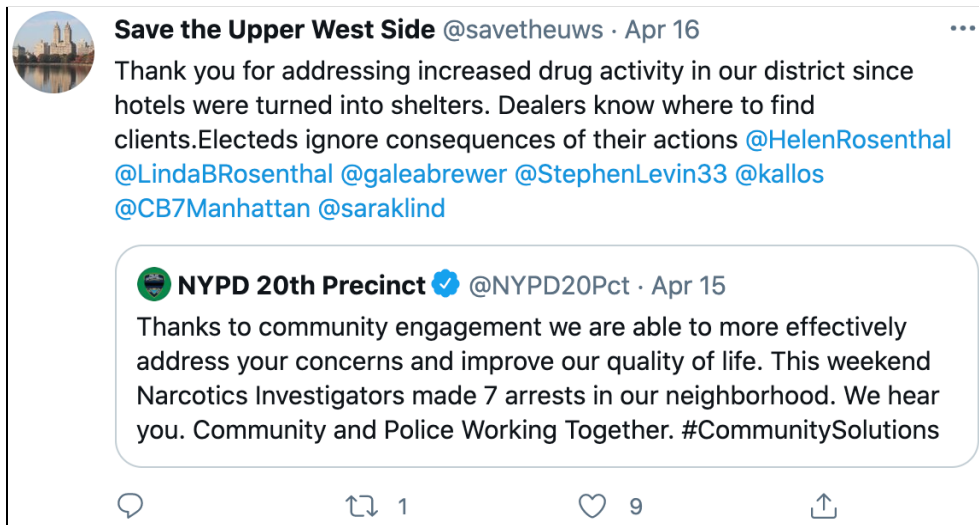 Save the Upper West Side @savetheuws · Apr 16
Thank you for addressing increased drug activity in our district since
hotels were turned into shelters. Dealers know where to find
clients.Electeds ignore consequences of their actions @HelenRosenthal
@LindaBRosenthal @galeabrewer @StephenLevin33 @kallos
@CB7Manhattan @saraklind
NYPD 20th Precinct @NYPD20Pct · Apr 15
Thanks to community engagement we are able to more effectively
address your concerns and improve our quality of life. This weekend
Narcotics Investigators made 7 arrests in our neighborhood. We hear
you. Community and Police Working Together. #CommunitySolutions
1 9